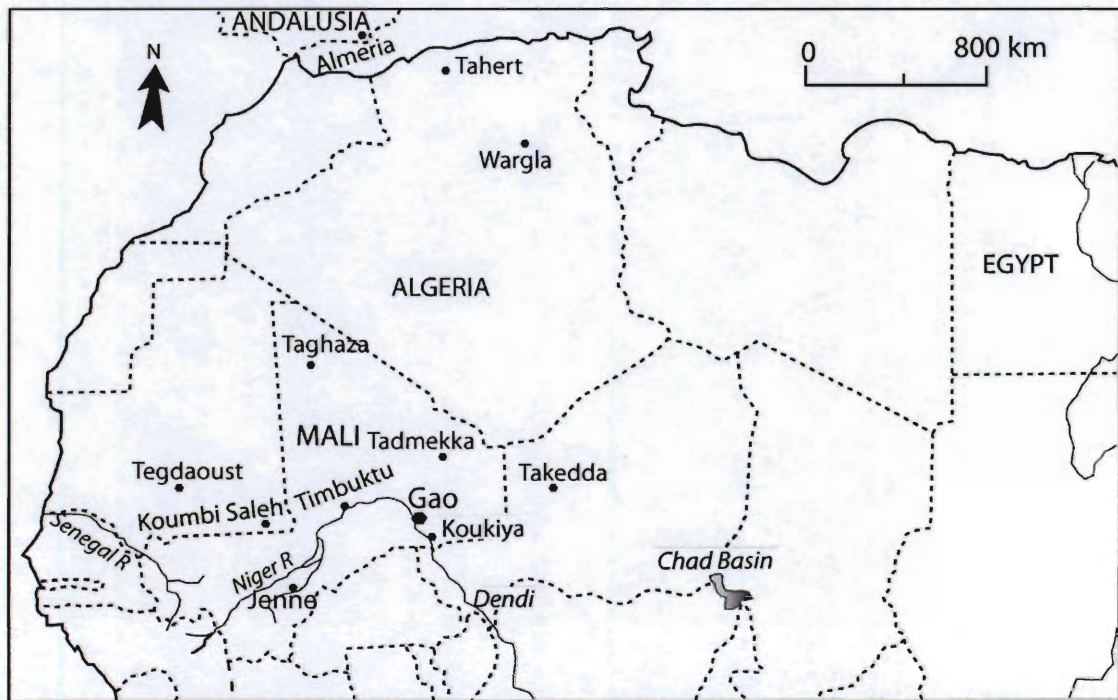 ANDALUSIA
N
Almeria
Tahert
0 800 km
Wargla
EGYPT
ALGERIA
Taghaza
MALI
Tadmekka
Tegdaoust
Timbuktu
Takedda
Gao
Koumbi Saleh
Koukiya
Senegal R
Chad Basin
Niger R
Jenne
Dendi